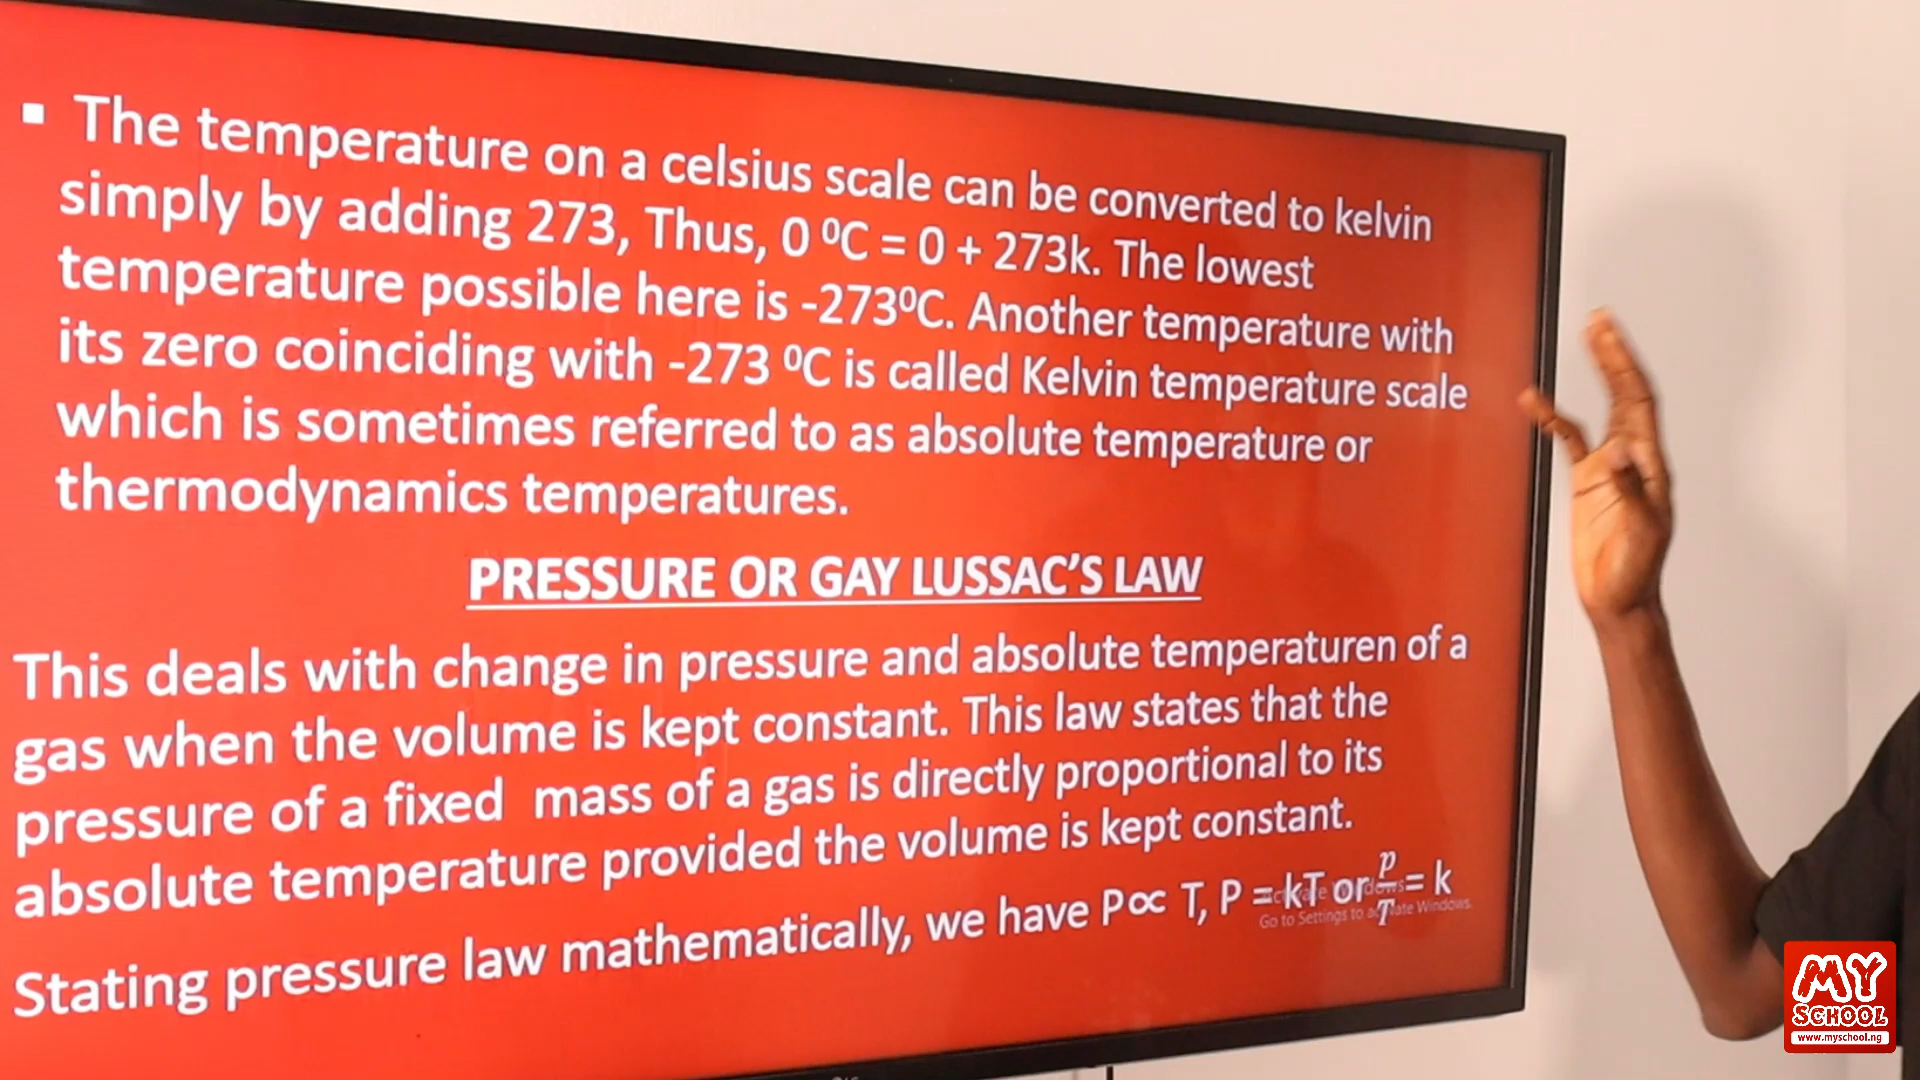 ▪ The temperature on a celsius scale can be converted to kelvin
simply by adding 273, Thus, 0 ⁰C = 0 + 273k. The lowest
temperature possible here is -273⁰C. Another temperature with
its zero coinciding with -273 ⁰C is called Kelvin temperature scale
which is sometimes referred to as absolute temperature or
thermodynamics temperatures.
PRESSURE OR GAY LUSSAC'S LAW
This deals with change in pressure and absolute temperaturen of a
gas when the volume is kept constant. This law states that the
pressure of a fixed mass of a gas is directly proportional to its
absolute temperature provided the volume is kept constant.
Stating pressure law mathematically, we have P∝ T, P = kT or p/T = k
Activate Windows
Go to Settings to activate Windows.
MY
SCHOOL
www.myschool.ng